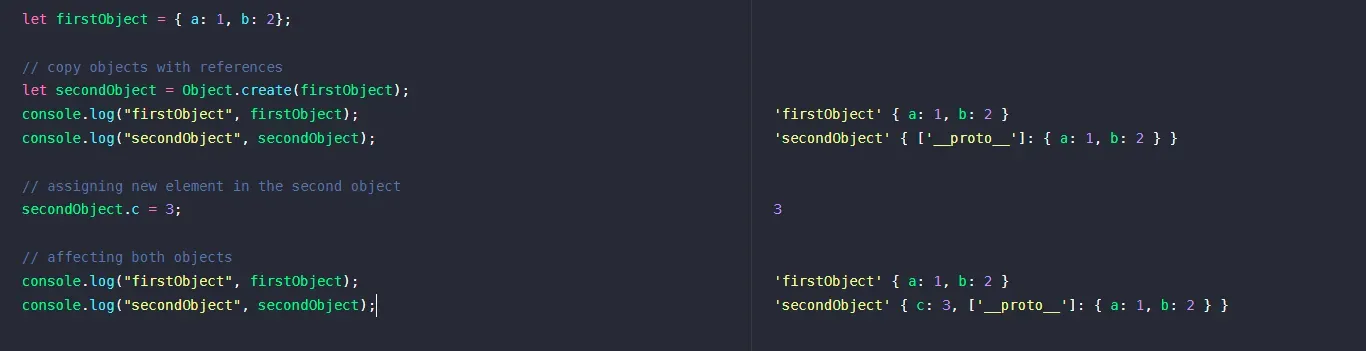 let firstObject = { a: 1, b: 2};
// copy objects with references
let secondObject = Object.create(firstObject);
console.log("firstObject", firstObject);
'firstObject' { a: 1, b: 2 }
console.log("secondObject", secondObject);
'secondObject' { ['__proto__']: { a: 1, b: 2 } }
// assigning new element in the second object
secondObject.c = 3;
3
// affecting both objects
console.log("firstObject", firstObject);
'firstObject' { a: 1, b: 2 }
console.log("secondObject", secondObject);
'secondObject' { c: 3, ['__proto__']: { a: 1, b: 2 } }